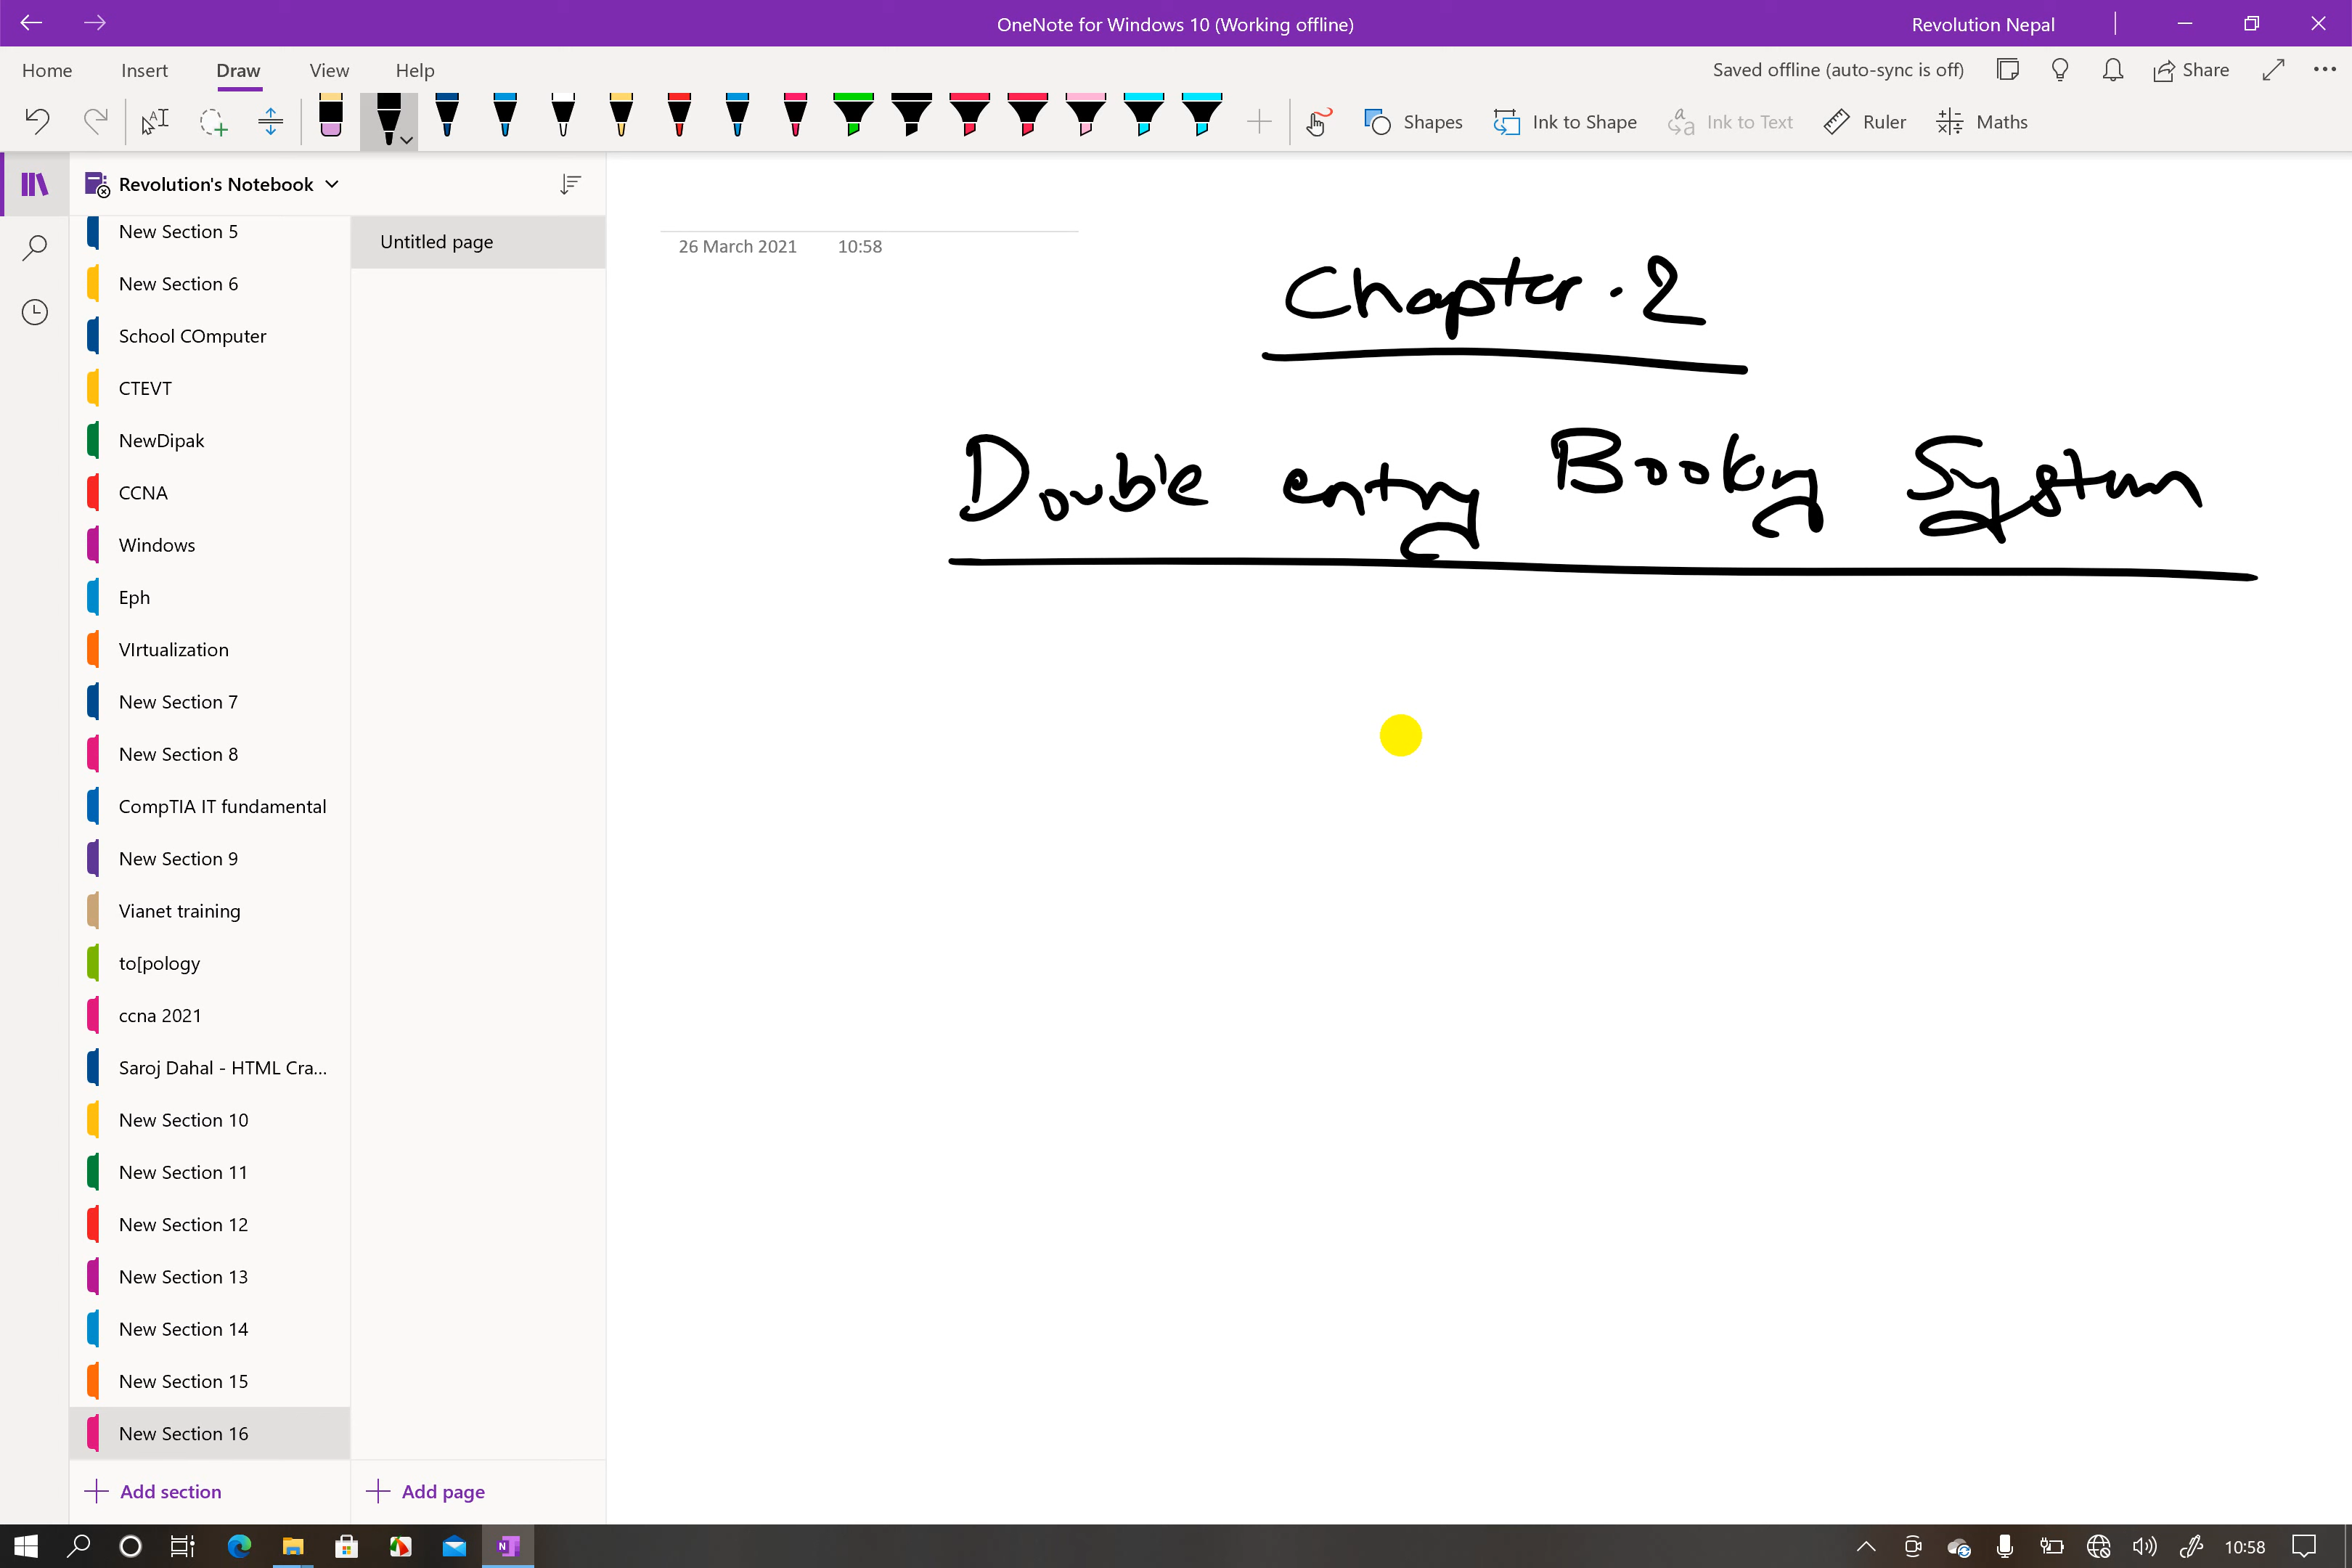 OneNote for Windows 10 (Working offline)
Revolution Nepal
Home Insert Draw View Help
Saved offline (auto-sync is off)
Share
Shapes
Ink to Shape
Ink to Text
Ruler
Maths
Revolution's Notebook
New Section 5
New Section 6
School COmputer
CTEVT
NewDipak
CCNA
Windows
Eph
VIrtualization
New Section 7
New Section 8
CompTIA IT fundamental
New Section 9
Vianet training
to[pology
ccna 2021
Saroj Dahal - HTML Cra...
New Section 10
New Section 11
New Section 12
New Section 13
New Section 14
New Section 15
New Section 16
Add section
Untitled page
Add page
26 March 2021 10:58
Chapter . 2
Double entry System
10:58